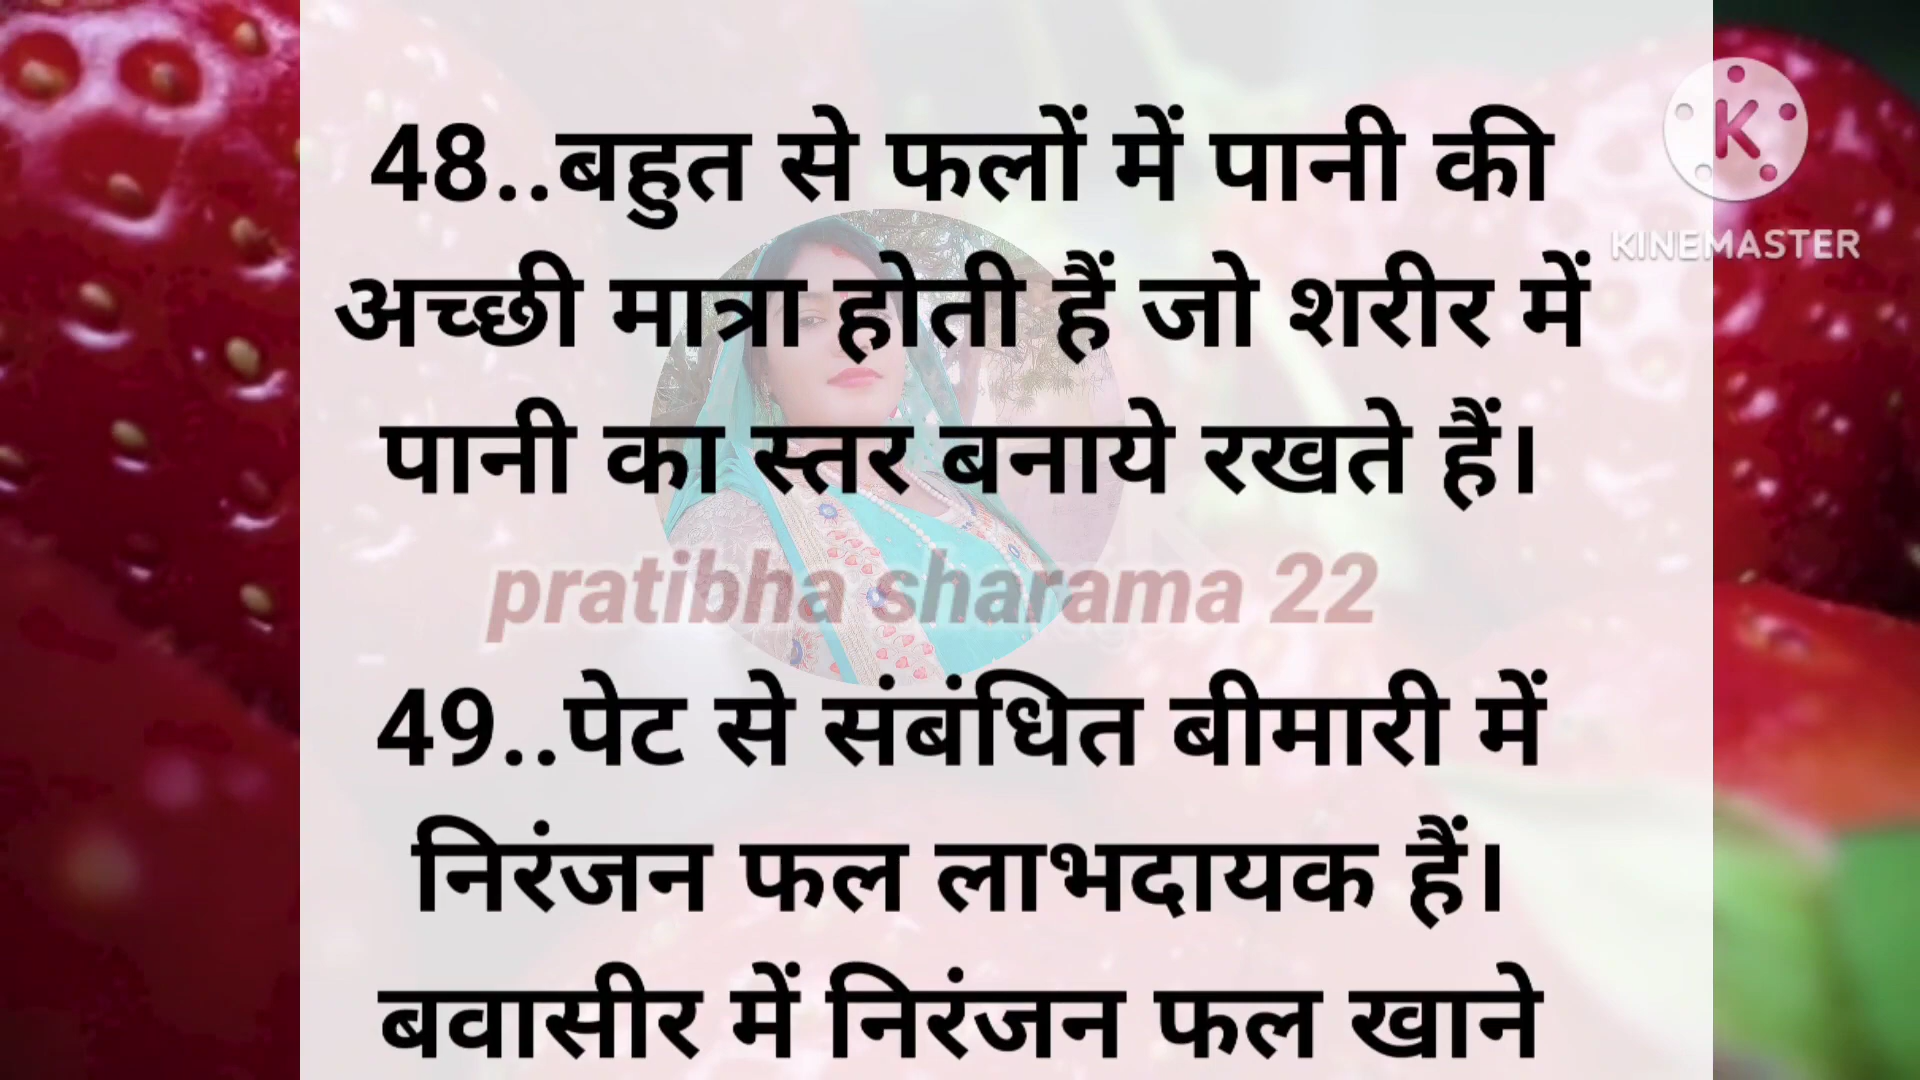 48..बहुत से फलों में पानी की
अच्छी मात्रा होती हैं जो शरीर में
पानी का स्तर बनाये रखते हैं।
pratibha sharama 22
49..पेट से संबंधित बीमारी में
निरंजन फल लाभदायक हैं।
बवासीर में निरंजन फल खाने
K
KINEMASTER